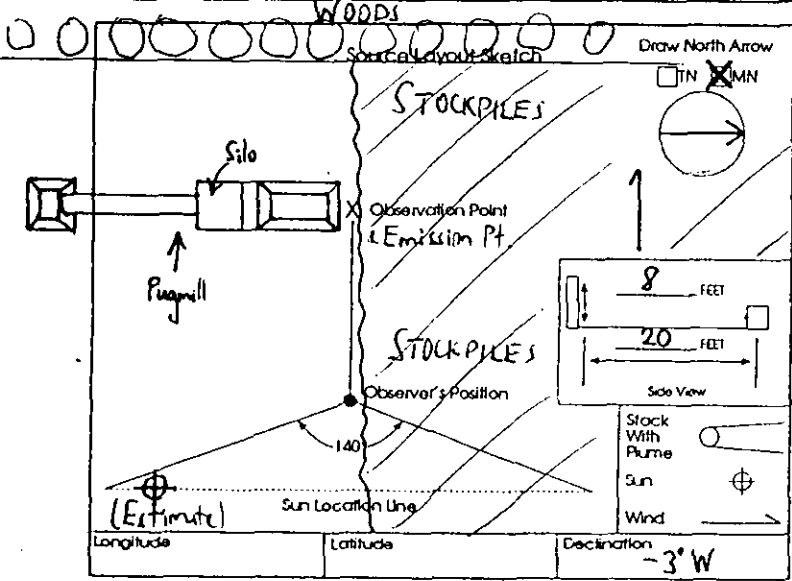 WOODS
Source Layout Sketch
Draw North Arrow
TN MN
STOCKPILES
Silo
X Observation Point
& Emission Pt.
Pugmill
8 FEET
20 FEET
Side View
STOCKPILES
Observer's Position
140
Stack
With
Plume
Sun
Wind
(Estimate)
Sun Location Line
Longitude
Latitude
Declination
-3° W